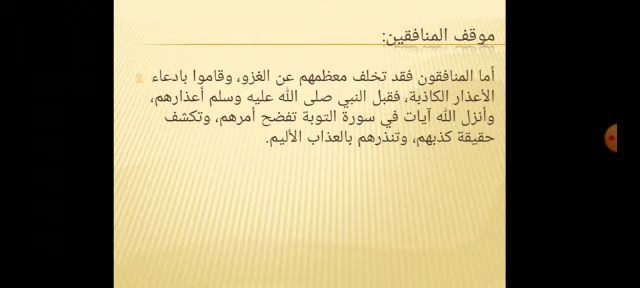 موقف المنافقين:
أما المنافقون فقد تخلف معظمهم عن الغزو، وقاموا بادعاء
الأعذار الكاذبة، فقبل النبي صلى الله عليه وسلم أعذارهم،
وأنزل الله آيات في سورة التوبة تفضح أمرهم، وتكشف
حقيقة كذبهم، وتنذرهم بالعذاب الأليم.